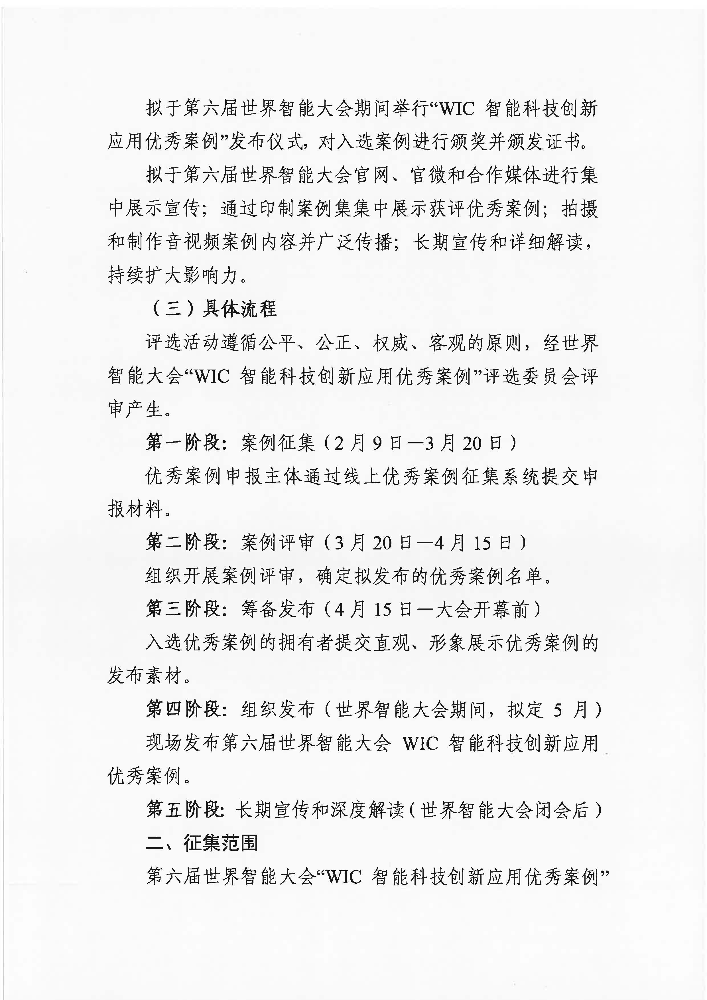 拟于第六届世界智能大会期间举行“WIC 智能科技创新
应用优秀案例”发布仪式，对入选案例进行颁奖并颁发证书。
拟于第六届世界智能大会官网、官微和合作媒体进行集
中展示宣传；通过印制案例集集中展示获评优秀案例；拍摄
和制作音视频案例内容并广泛传播；长期宣传和详细解读，
持续扩大影响力。
（三）具体流程
评选活动遵循公平、公正、权威、客观的原则，经世界
智能大会“WIC 智能科技创新应用优秀案例”评选委员会评
审产生。
第一阶段：案例征集（2 月 9 日—3 月 20 日）
优秀案例申报主体通过线上优秀案例征集系统提交申
报材料。
第二阶段：案例评审（3 月 20 日—4 月 15 日）
组织开展案例评审，确定拟发布的优秀案例名单。
第三阶段：筹备发布（4 月 15 日—大会开幕前）
入选优秀案例的拥有者提交直观、形象展示优秀案例的
发布素材。
第四阶段：组织发布（世界智能大会期间，拟定 5 月）
现场发布第六届世界智能大会 WIC 智能科技创新应用
优秀案例。
第五阶段：长期宣传和深度解读（世界智能大会闭会后）
二、征集范围
第六届世界智能大会“WIC 智能科技创新应用优秀案例”